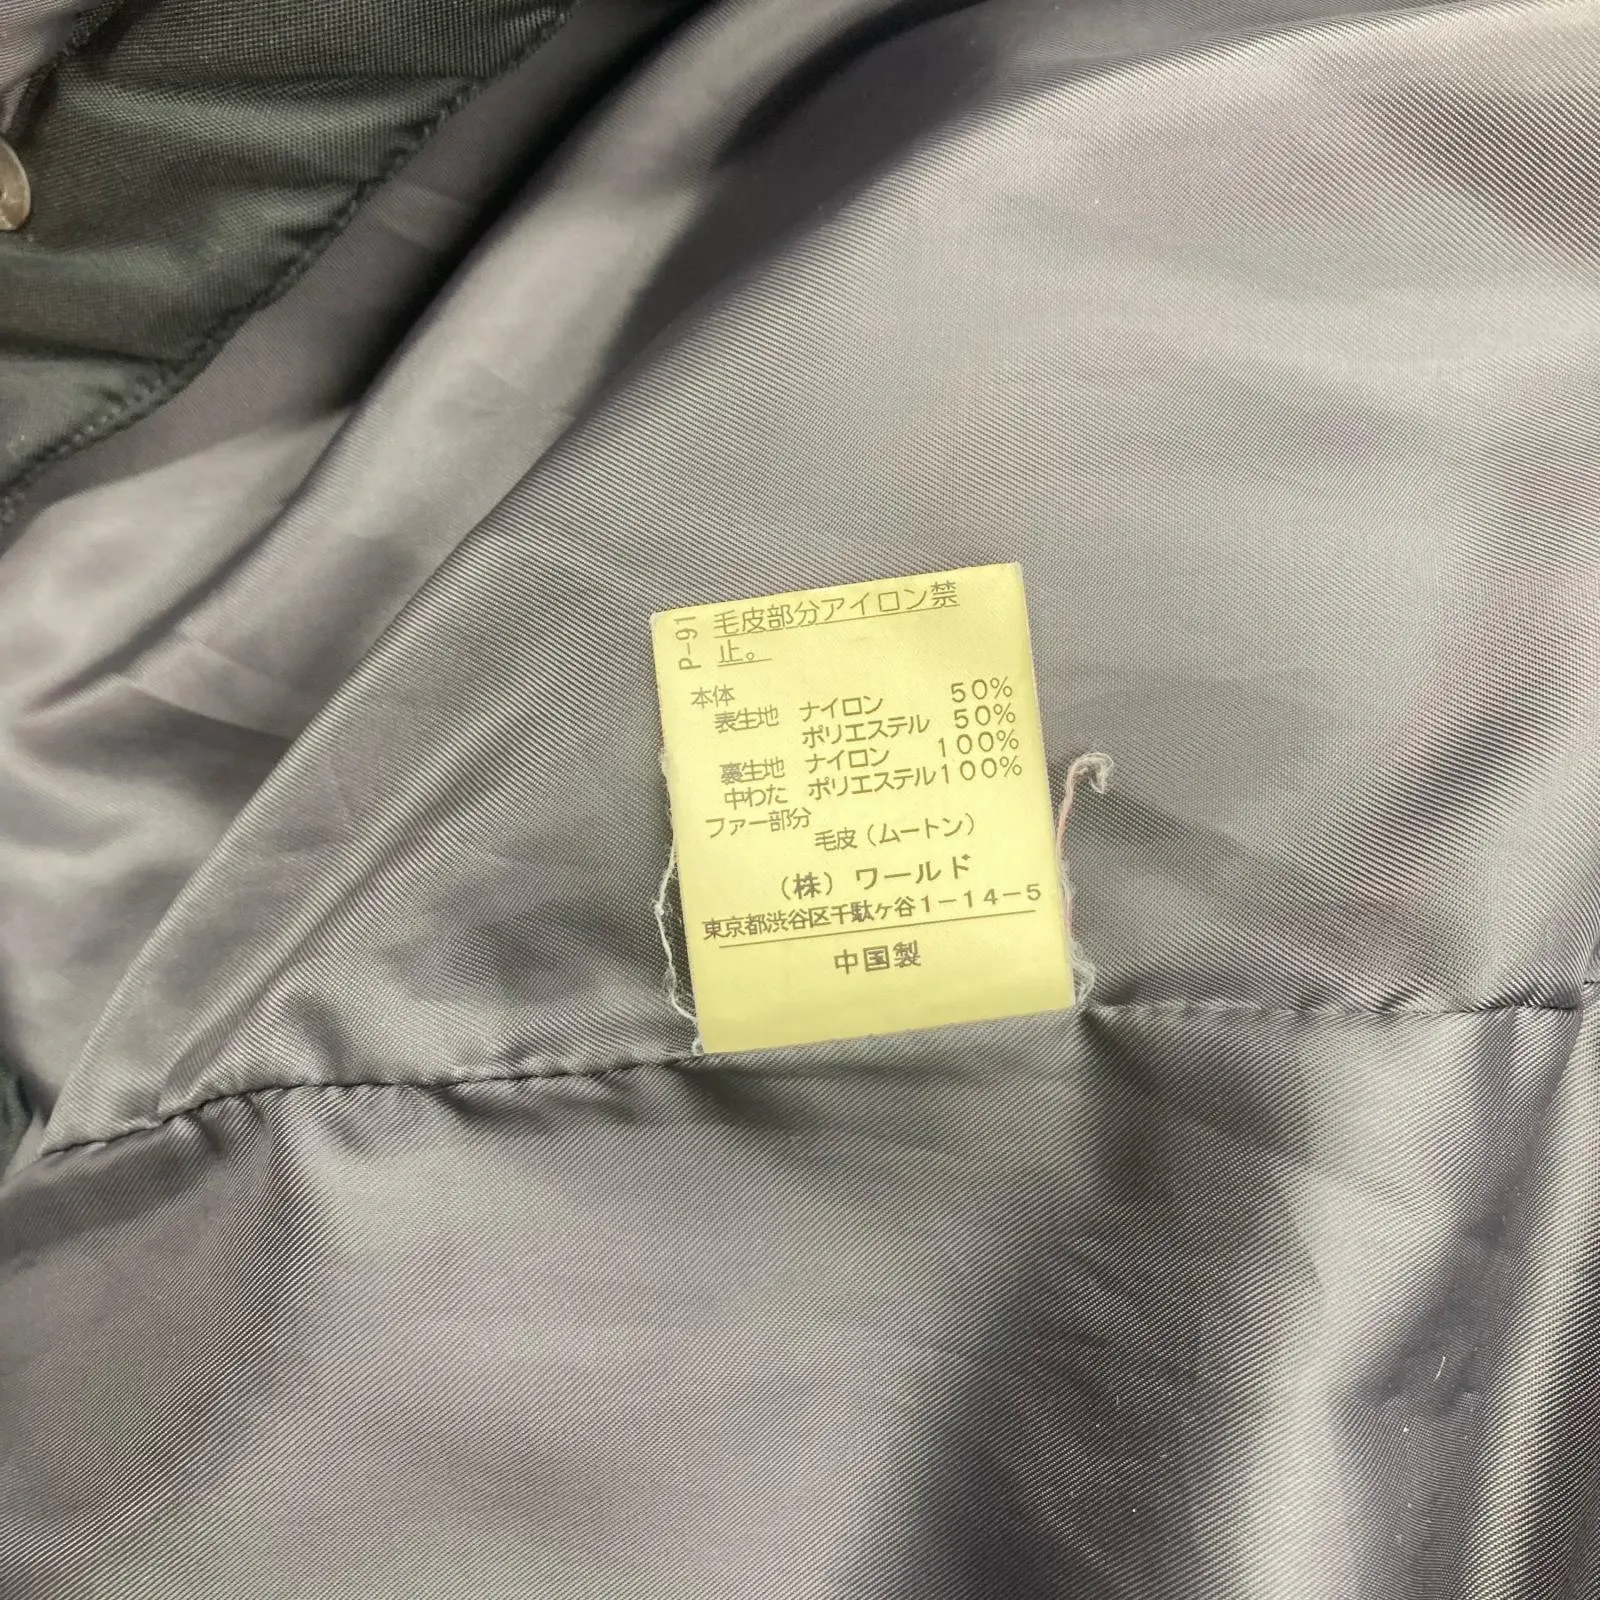 P-91
毛皮部分アイロン禁
止。
本体
表生地 ナイロン 50%
ポリエステル 50%
裏生地 ナイロン 100%
中わた ポリエステル100%
ファー部分
毛皮(ムートン)
(株)ワールド
東京都渋谷区千駄ヶ谷1-14-5
中国製